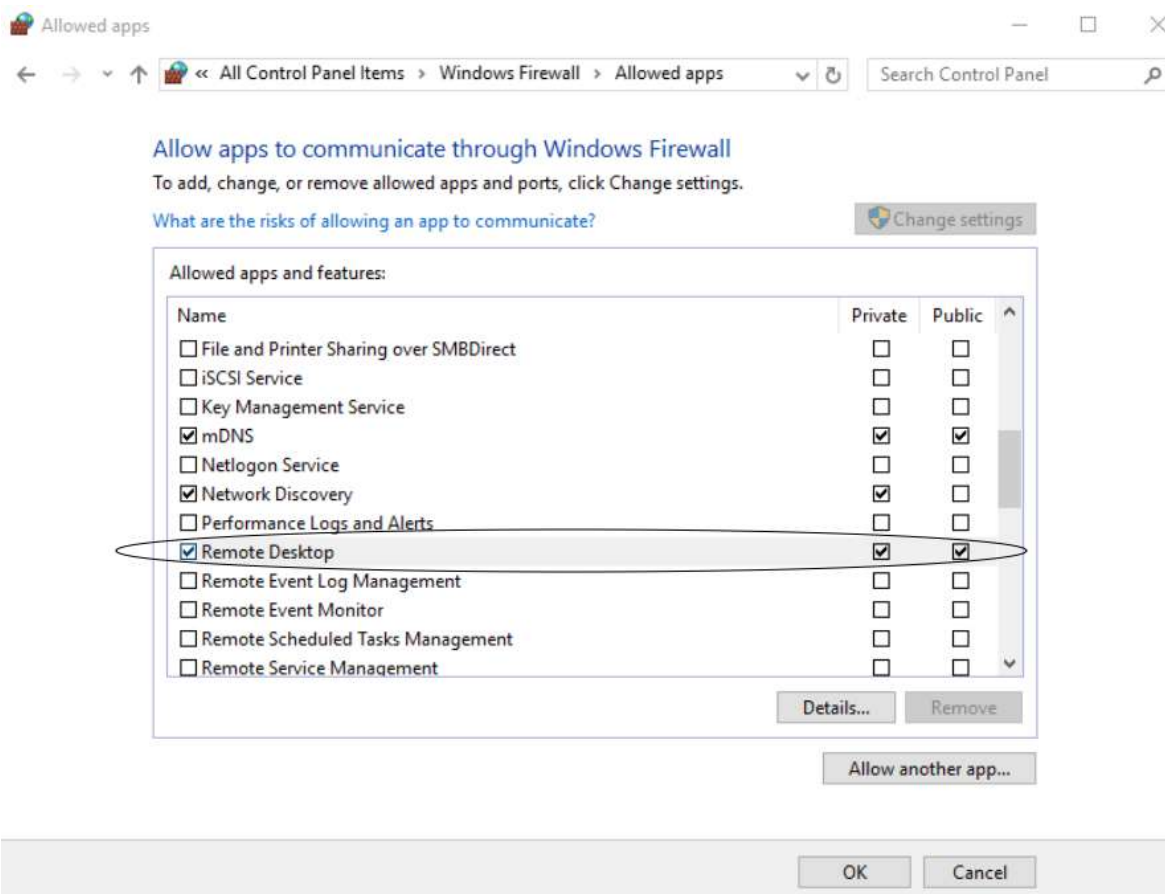 Allowed apps
« All Control Panel Items > Windows Firewall > Allowed apps
Search Control Panel
Allow apps to communicate through Windows Firewall
To add, change, or remove allowed apps and ports, click Change settings.
What are the risks of allowing an app to communicate?
Change settings
Allowed apps and features:
Name Private Public
File and Printer Sharing over SMBDirect
iSCSI Service
Key Management Service
mDNS
Netlogon Service
Network Discovery
Performance Logs and Alerts
Remote Desktop
Remote Event Log Management
Remote Event Monitor
Remote Scheduled Tasks Management
Remote Service Management
Details... Remove
Allow another app...
OK Cancel